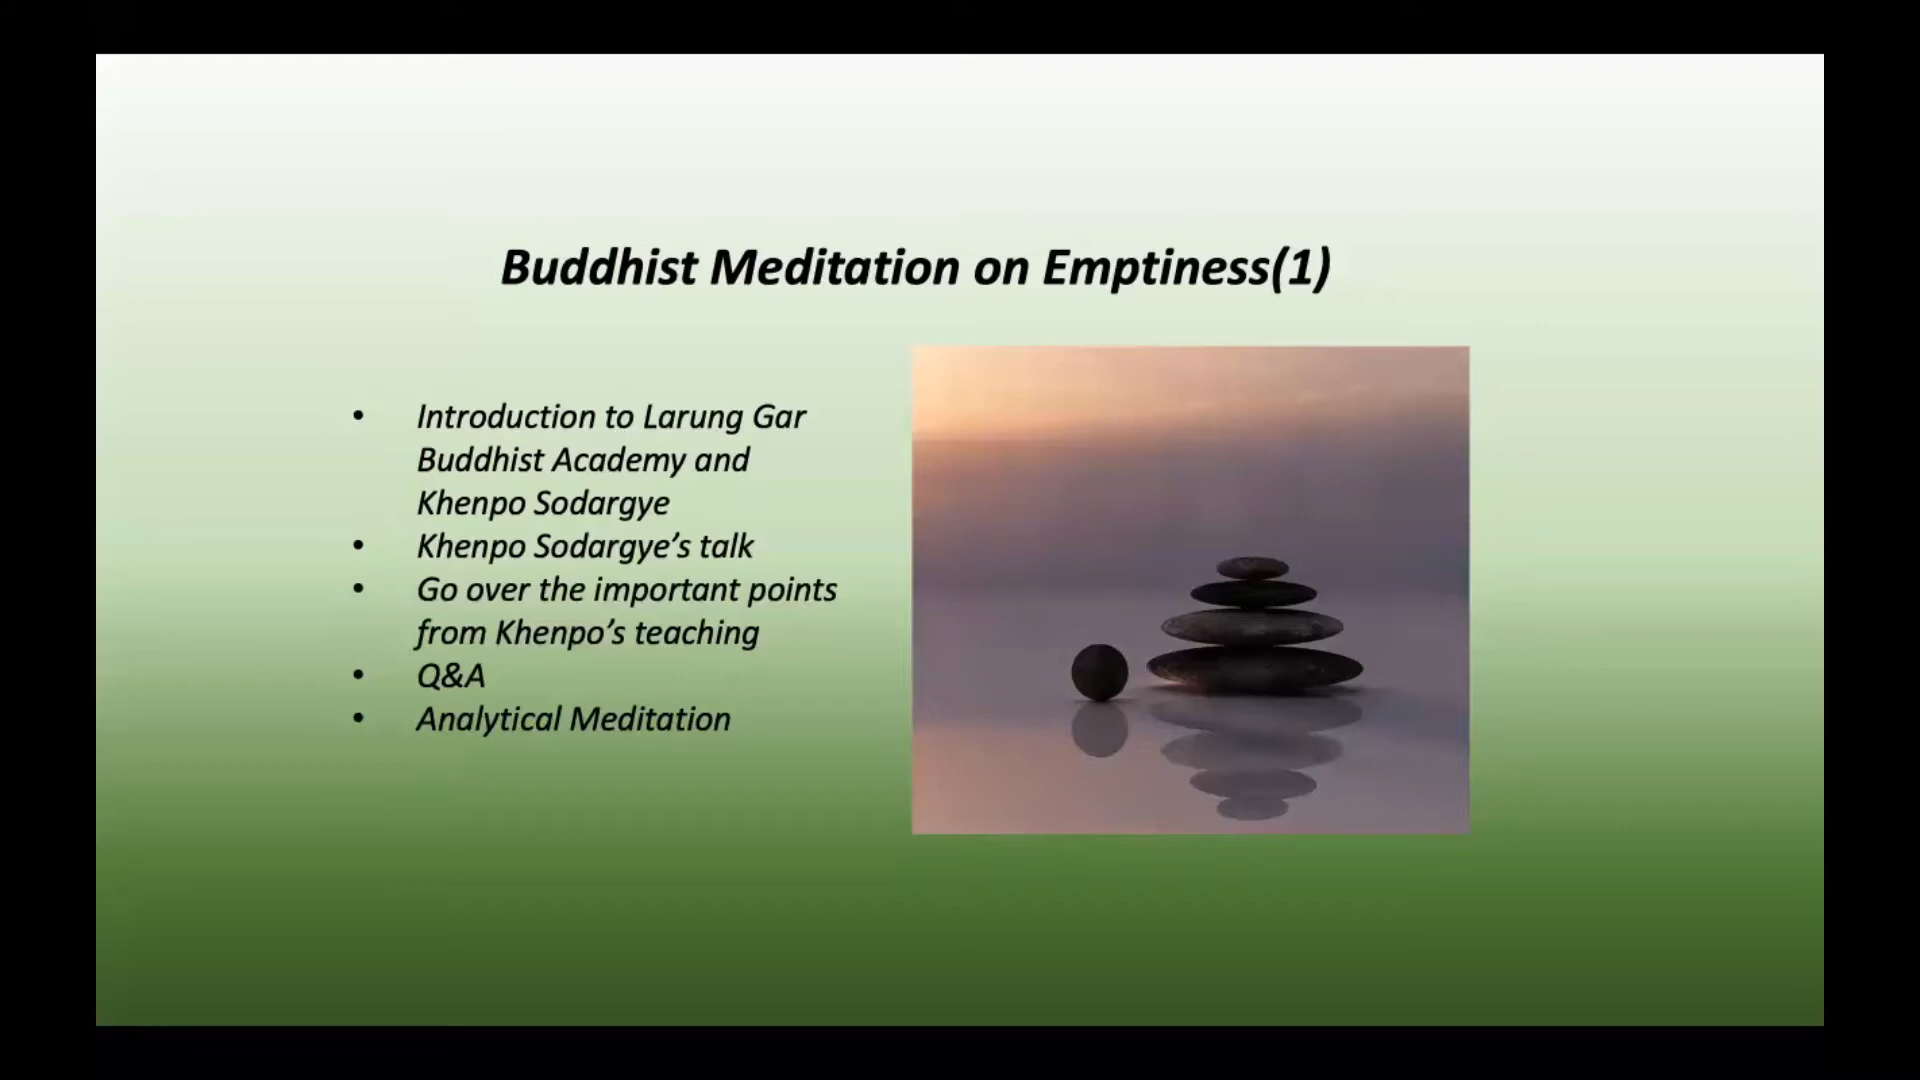 Buddhist Meditation on Emptiness(1)
• Introduction to Larung Gar
Buddhist Academy and
Khenpo Sodargye
• Khenpo Sodargye’s talk
• Go over the important points
from Khenpo’s teaching
• Q&A
• Analytical Meditation